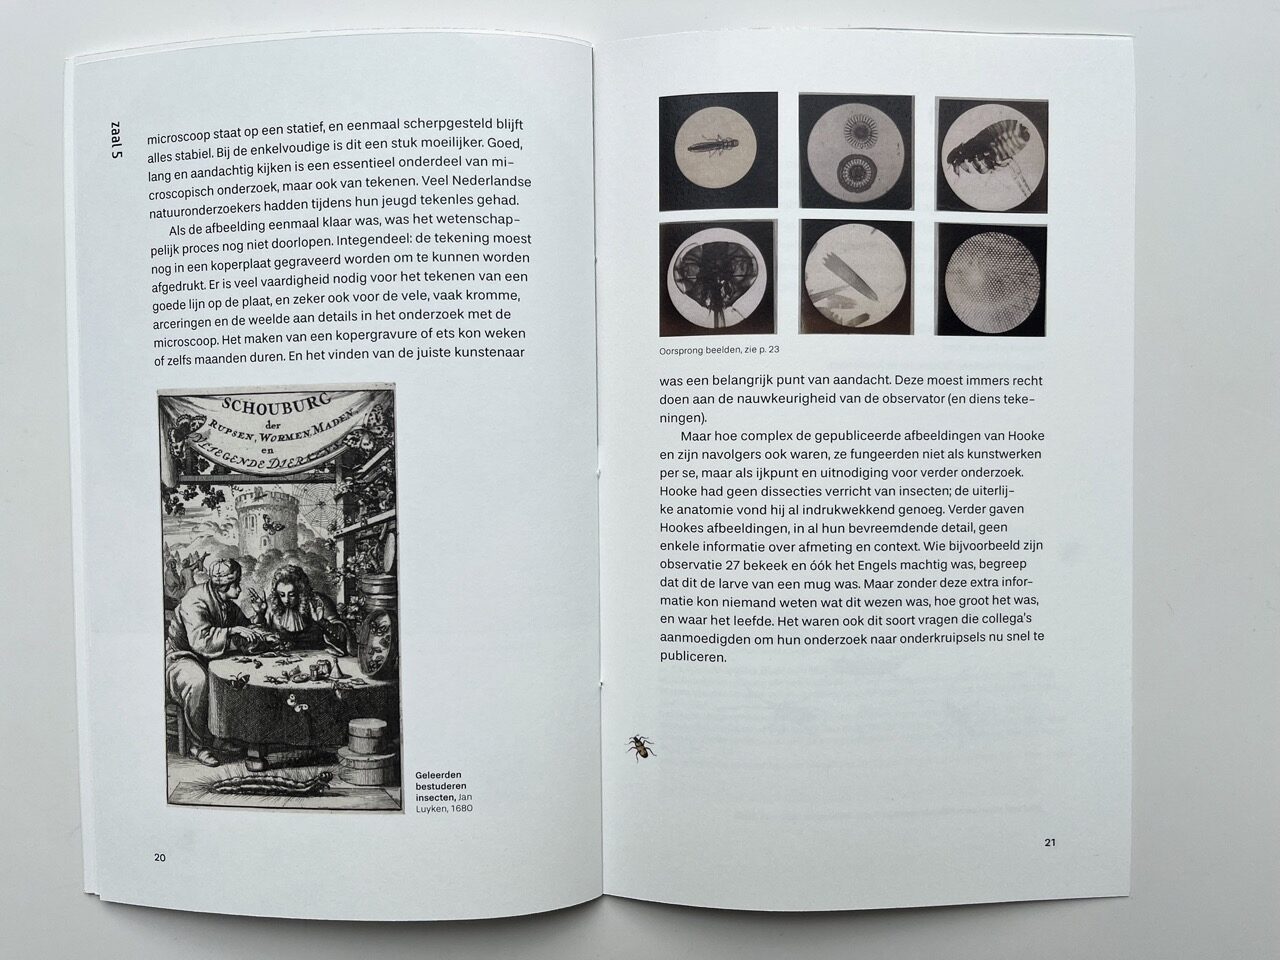 zaal 5
microscoop staat op een statief, en eenmaal scherpgesteld blijft
alles stabiel. Bij de enkelvoudige is dit een stuk moeilijker. Goed,
lang en aandachtig kijken is een essentieel onderdeel van mi-
croscopisch onderzoek, maar ook van tekenen. Veel Nederlandse
natuuronderzoekers hadden tijdens hun jeugd tekenles gehad.
Als de afbeelding eenmaal klaar was, was het wetenschap-
pelijk proces nog niet doorlopen. Integendeel: de tekening moest
nog in een koperplaat gegraveerd worden om te kunnen worden
afgedrukt. Er is veel vaardigheid nodig voor het tekenen van een
goede lijn op de plaat, en zeker ook voor de vele, vaak kromme,
arceringen en de weelde aan details in het onderzoek met de
microscoop. Het maken van een kopergravure of ets kon weken
of zelfs maanden duren. En het vinden van de juiste kunstenaar
SCHOUBURG
der
RUPSEN, WORMEN, MADEN,
en
VLIEGENDE DIERTJES
Geleerden
bestuderen
insecten, Jan
Luyken, 1680
20
Oorsprong beelden, zie p. 23
was een belangrijk punt van aandacht. Deze moest immers recht
doen aan de nauwkeurigheid van de observator (en diens teke-
ningen).
Maar hoe complex de gepubliceerde afbeeldingen van Hooke
en zijn navolgers ook waren, ze fungeerden niet als kunstwerken
per se, maar als ijkpunt en uitnodiging voor verder onderzoek.
Hooke had geen dissecties verricht van insecten; de uiterlij-
ke anatomie vond hij al indrukwekkend genoeg. Verder gaven
Hookes afbeeldingen, in al hun bevreemdende detail, geen
enkele informatie over afmeting en context. Wie bijvoorbeeld zijn
observatie 27 bekeek en óók het Engels machtig was, begreep
dat dit de larve van een mug was. Maar zonder deze extra infor-
matie kon niemand weten wat dit wezen was, hoe groot het was,
en waar het leefde. Het waren ook dit soort vragen die collega's
aanmoedigden om hun onderzoek naar onderkruipsels nu snel te
publiceren.
21